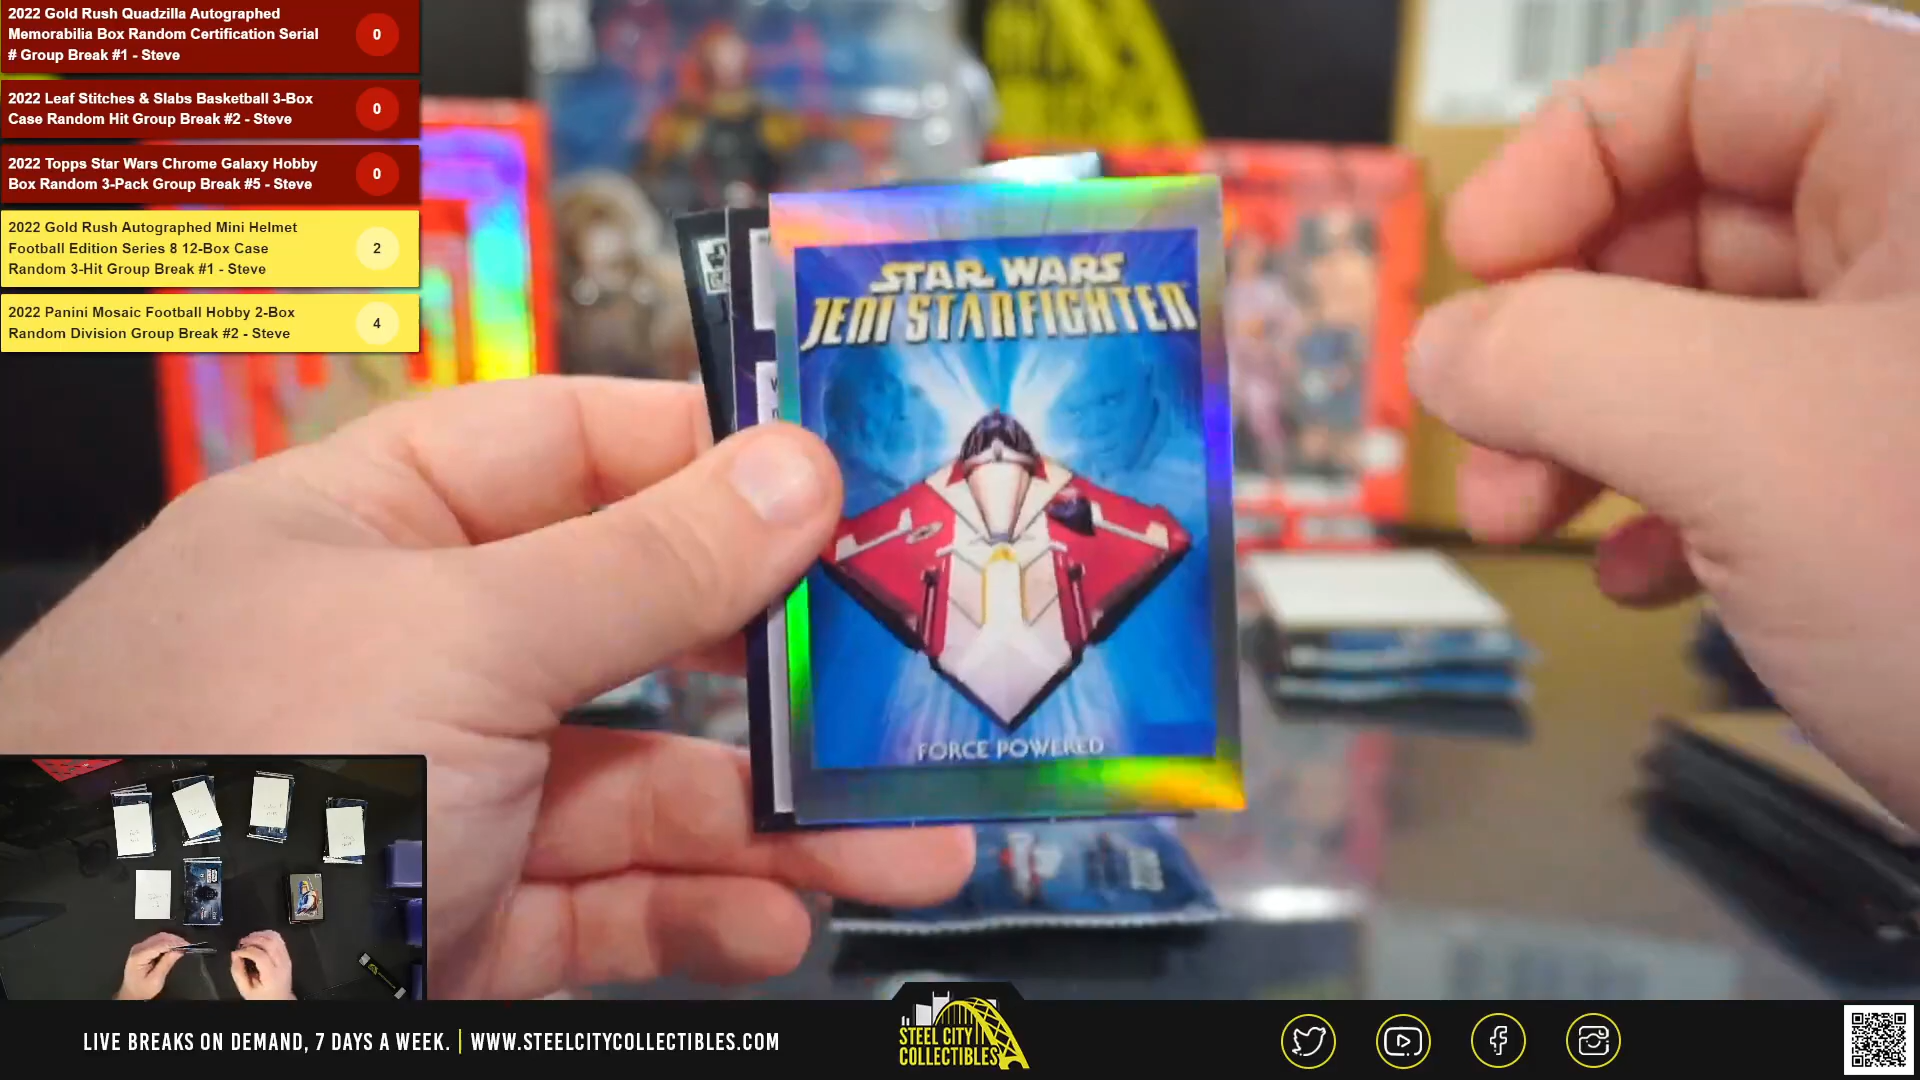 2022 Gold Rush Quadzilla Autographed
Memorabilia Box Random Certification Serial
# Group Break #1 - Steve
0
2022 Leaf Stitches & Slabs Basketball 3-Box
Case Random Hit Group Break #2 - Steve
0
2022 Topps Star Wars Chrome Galaxy Hobby
Box Random 3-Pack Group Break #5 - Steve
0
2022 Gold Rush Autographed Mini Helmet
Football Edition Series 8 12-Box Case
Random 3-Hit Group Break #1 - Steve
2
2022 Panini Mosaic Football Hobby 2-Box
Random Division Group Break #2 - Steve
4
STAR WARS
JEDI STARFIGHTER
FORCE POWERED
LIVE BREAKS ON DEMAND, 7 DAYS A WEEK. | WWW.STEELCITYCOLLECTIBLES.COM
STEEL CITY
COLLECTIBLES